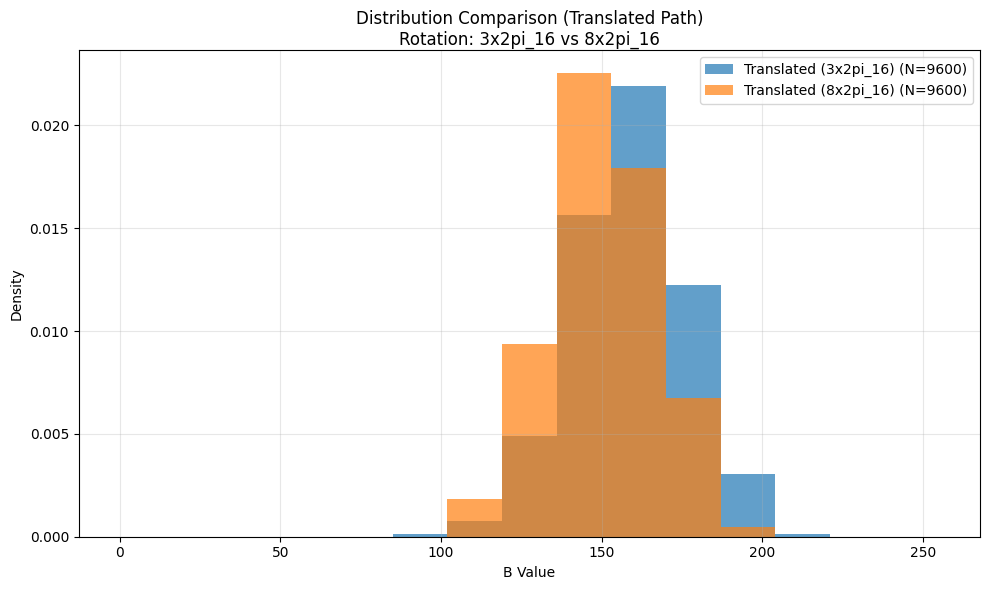 Distribution Comparison (Translated Path)
Rotation: 3x2pi_16 vs 8x2pi_16
Translated (3x2pi_16) (N=9600)
Translated (8x2pi_16) (N=9600)
Density
0.020
0.015
0.010
0.005
0.000
0 50 100 150 200 250
B Value